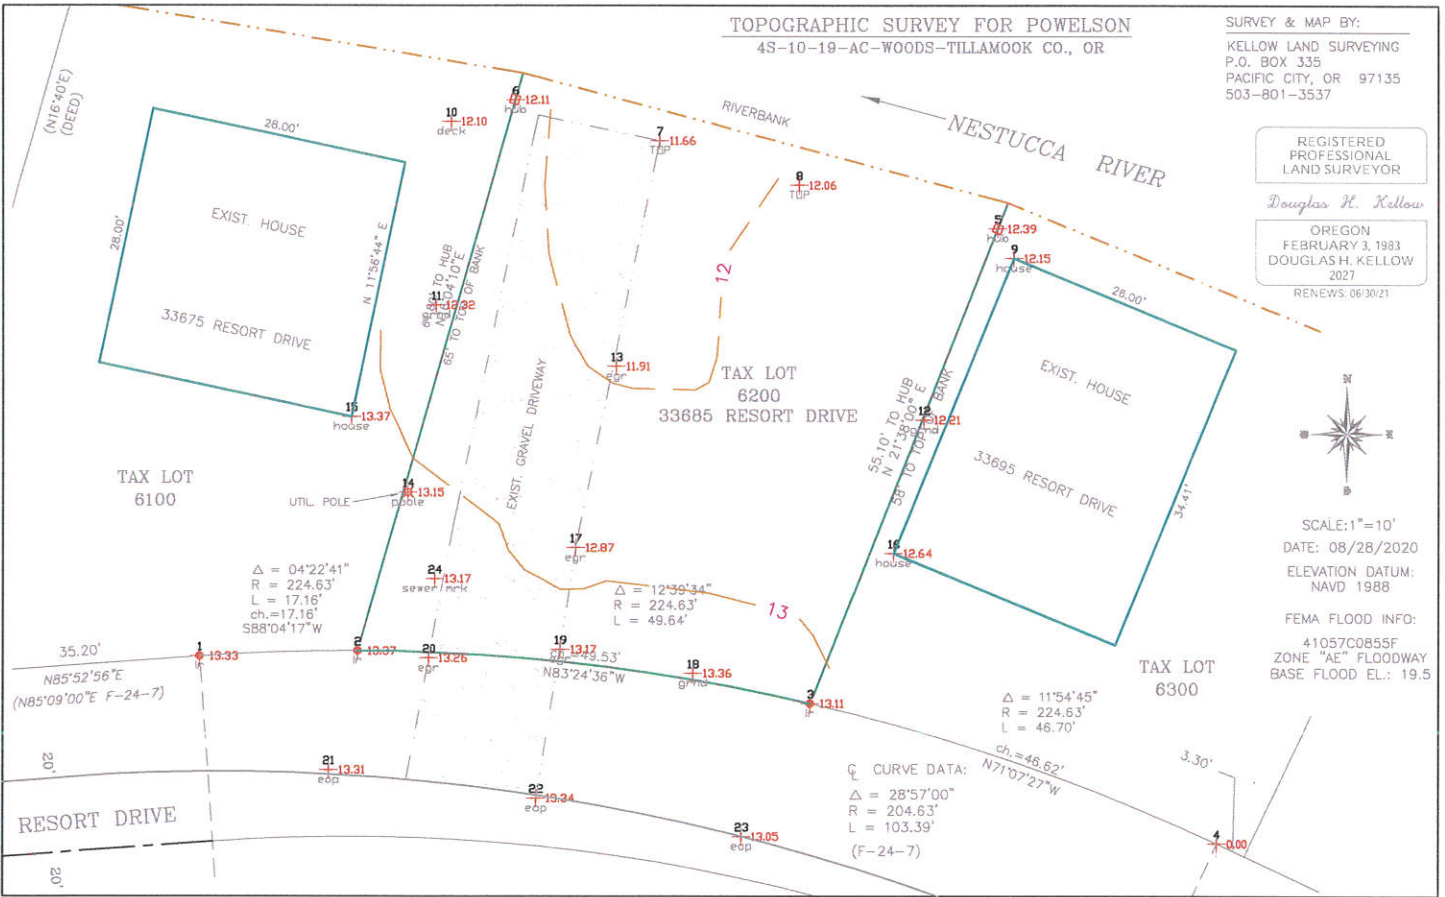 TOPOGRAPHIC SURVEY FOR POWELSON
4S-10-19-AC-WOODS-TILLAMOOK CO., OR
SURVEY & MAP BY:
KELLOW LAND SURVEYING
P.O. BOX 335
PACIFIC CITY, OR 97135
503-801-3537
REGISTERED
PROFESSIONAL
LAND SURVEYOR
Douglas H. Kellow
OREGON
FEBRUARY 3, 1983
DOUGLAS H. KELLOW
2027
RENEWS: 06/30/21
N
SCALE:1"=10'
DATE: 08/28/2020
ELEVATION DATUM:
NAVD 1988
FEMA FLOOD INFO:
41057C0855F
ZONE "AE" FLOODWAY
BASE FLOOD EL.: 19.5
(N16°40'E)
(DEED)
28.00'
28.00'
EXIST. HOUSE
33675 RESORT DRIVE
N 11°56'44" E
10
12.10
deck
6
12.11
hub
7
11.66
TOP
RIVERBANK
NESTUCCA RIVER
8
12.06
TOP
5
12.39
hub
9
12.15
house
28.00'
EXIST. HOUSE
33695 RESORT DRIVE
34.41'
11
12.32
TO HUB
65' TO TOP OF BANK
12
13
11.91
egr
TAX LOT
6200
33685 RESORT DRIVE
EXIST. GRAVEL DRIVEWAY
55.10' TO HUB
N 21°38'00" E
58' TO TOP BANK
12
12.21
grnd
15
13.37
house
TAX LOT
6100
14
13.15
UTIL. POLE
16
12.64
house
17
12.87
egr
24
13.17
sewer mrk
Δ = 04°22'41"
R = 224.63'
L = 17.16'
ch.=17.16'
S88°04'17"W
Δ = 12°39'34"
R = 224.63'
L = 49.64'
13
35.20'
N85°52'56"E
(N85°09'00"E F-24-7)
1
13.33
2
13.37
20
13.26
egr
19
13.17
egr
ch.=49.53'
N83°24'36"W
18
13.36
grnd
3
13.11
TAX LOT
6300
Δ = 11°54'45"
R = 224.63'
L = 46.70'
ch.=46.62'
N71°07'27"W
3.30'
4
0.00
20'
21
13.31
eop
22
13.34
eop
23
13.05
eop
RESORT DRIVE
20'
℄ CURVE DATA:
Δ = 28°57'00"
R = 204.63'
L = 103.39'
(F-24-7)